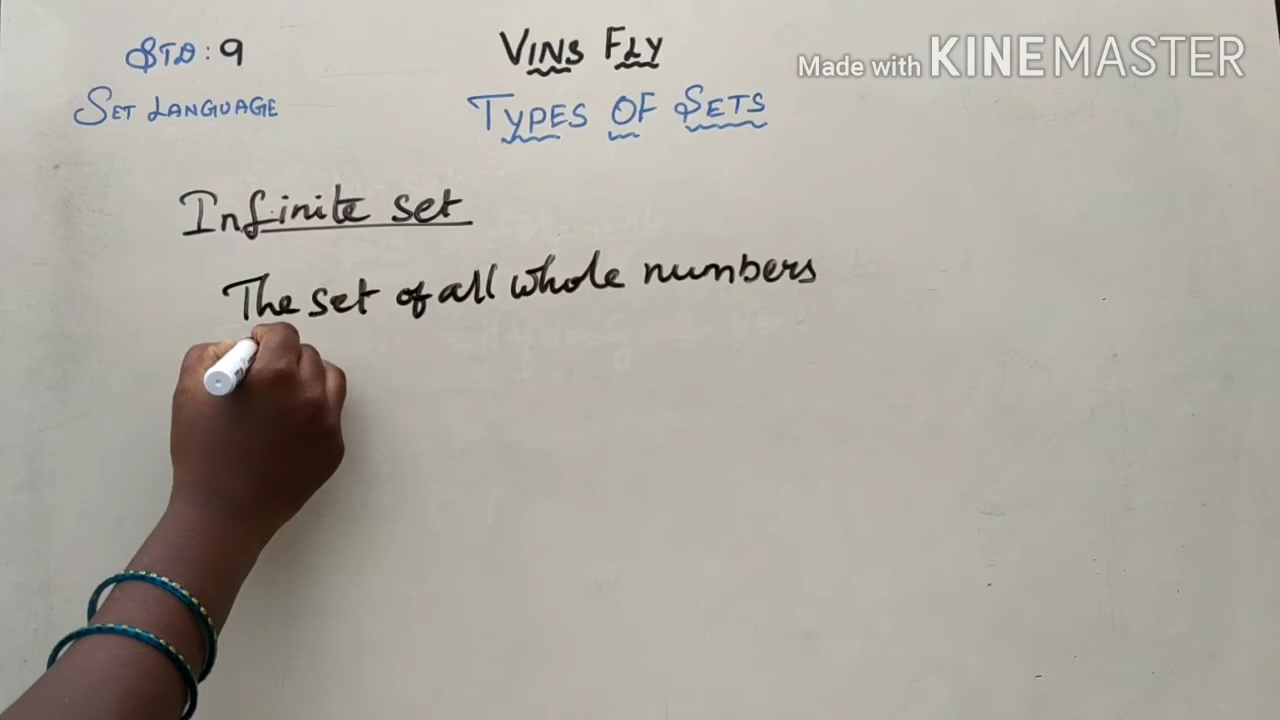 STD: 9
VINS FLY
Made with KINEMASTER
SET LANGUAGE
TYPES OF SETS
Infinite set
The set of all whole numbers